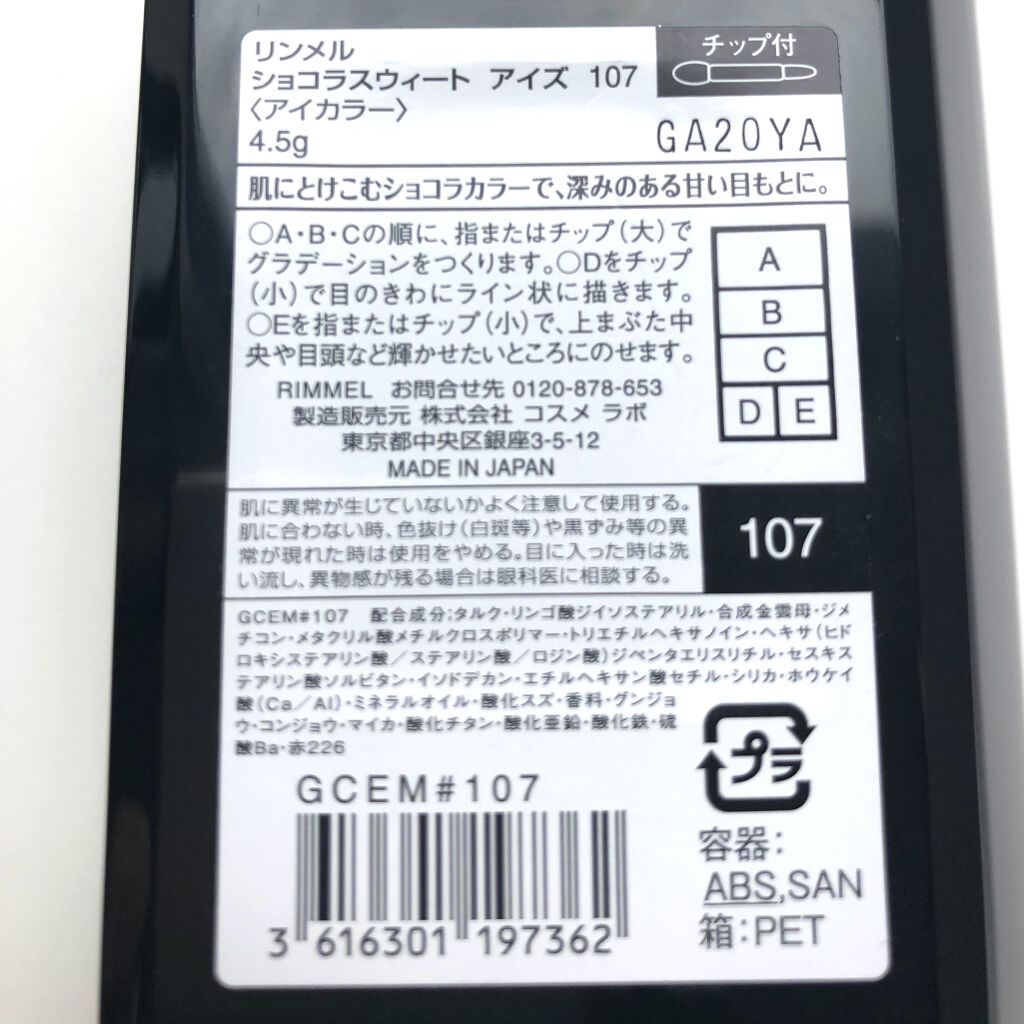 リンメル
ショコラスウィート アイズ 107
〈アイカラー〉
4.5g
チップ付
GA20YA
肌にとけこむショコラカラーで、深みのある甘い目もとに。
○A・B・Cの順に、指またはチップ(大)で
グラデーションをつくります。○Dをチップ
(小)で目のきわにライン状に描きます。
○Eを指またはチップ(小)で、上まぶた中
央や目頭など輝かせたいところにのせます。
A
B
C
D E
RIMMEL お問合せ先 0120-878-653
製造販売元 株式会社 コスメ ラボ
東京都中央区銀座3-5-12
MADE IN JAPAN
肌に異常が生じていないかよく注意して使用する。
肌に合わない時、色抜け(白斑等)や黒ずみ等の異
常が現れた時は使用をやめる。目に入った時は洗
い流し、異物感が残る場合は眼科医に相談する。
107
GCEM#107 配合成分:タルク・リンゴ酸ジイソステアリル・合成金雲母・ジメ
チコン・メタクリル酸メチルクロスポリマー・トリエチルヘキサノイン・ヘキサ(ヒド
ロキシステアリン酸/ステアリン酸/ロジン酸)ジペンタエリスリチル・セスキス
テアリン酸ソルビタン・イソドデカン・エチルヘキサン酸セチル・シリカ・ホウケイ
酸(Ca/Al)・ミネラルオイル・酸化スズ・香料・グンジョ
ウ・コンジョウ・マイカ・酸化チタン・酸化亜鉛・酸化鉄・硫
酸Ba・赤226
GCEM#107
3 616301 197362
プラ
容器:
ABS,SAN
箱:PET